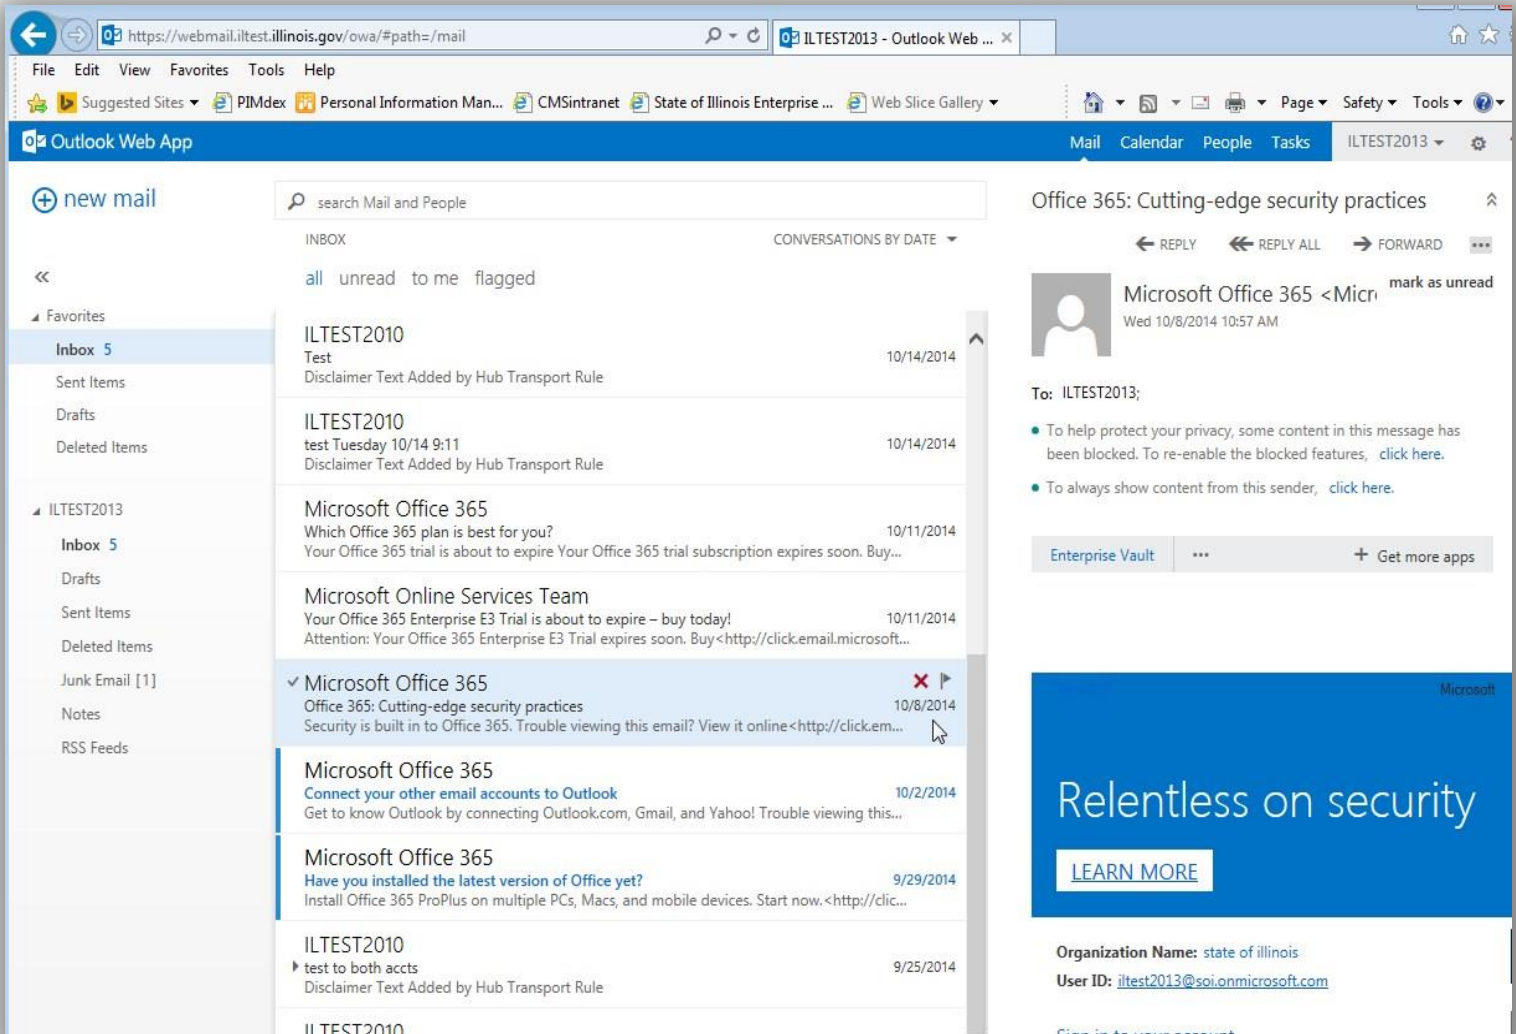 https://webmail.iltest.illinois.gov/owa/#path=/mail
ILTEST2013 - Outlook Web ...
File Edit View Favorites Tools Help
Suggested Sites PIMdex Personal Information Man... CMSintranet State of Illinois Enterprise ... Web Slice Gallery Page Safety Tools
Outlook Web App
Mail Calendar People Tasks ILTEST2013
new mail
search Mail and People
INBOX CONVERSATIONS BY DATE
all unread to me flagged
Favorites
Inbox 5
Sent Items
Drafts
Deleted Items
ILTEST2013
Inbox 5
Drafts
Sent Items
Deleted Items
Junk Email [1]
Notes
RSS Feeds
ILTEST2010
Test 10/14/2014
Disclaimer Text Added by Hub Transport Rule
ILTEST2010
test Tuesday 10/14 9:11 10/14/2014
Disclaimer Text Added by Hub Transport Rule
Microsoft Office 365
Which Office 365 plan is best for you? 10/11/2014
Your Office 365 trial is about to expire Your Office 365 trial subscription expires soon. Buy...
Microsoft Online Services Team
Your Office 365 Enterprise E3 Trial is about to expire – buy today! 10/11/2014
Attention: Your Office 365 Enterprise E3 Trial expires soon. Buy<http://click.email.microsoft...
Microsoft Office 365
Office 365: Cutting-edge security practices 10/8/2014
Security is built in to Office 365. Trouble viewing this email? View it online<http://click.em...
Microsoft Office 365
Connect your other email accounts to Outlook 10/2/2014
Get to know Outlook by connecting Outlook.com, Gmail, and Yahoo! Trouble viewing this...
Microsoft Office 365
Have you installed the latest version of Office yet? 9/29/2014
Install Office 365 ProPlus on multiple PCs, Macs, and mobile devices. Start now.<http://clic...
ILTEST2010
test to both accts 9/25/2014
Disclaimer Text Added by Hub Transport Rule
ILTEST2010
Office 365: Cutting-edge security practices
REPLY REPLY ALL FORWARD
mark as unread
Microsoft Office 365 <Micr
Wed 10/8/2014 10:57 AM
To: ILTEST2013;
To help protect your privacy, some content in this message has
been blocked. To re-enable the blocked features, click here.
To always show content from this sender, click here.
Enterprise Vault + Get more apps
Microsoft
Relentless on security
LEARN MORE
Organization Name: state of illinois
User ID: iltest2013@soi.onmicrosoft.com
Sign in to your account